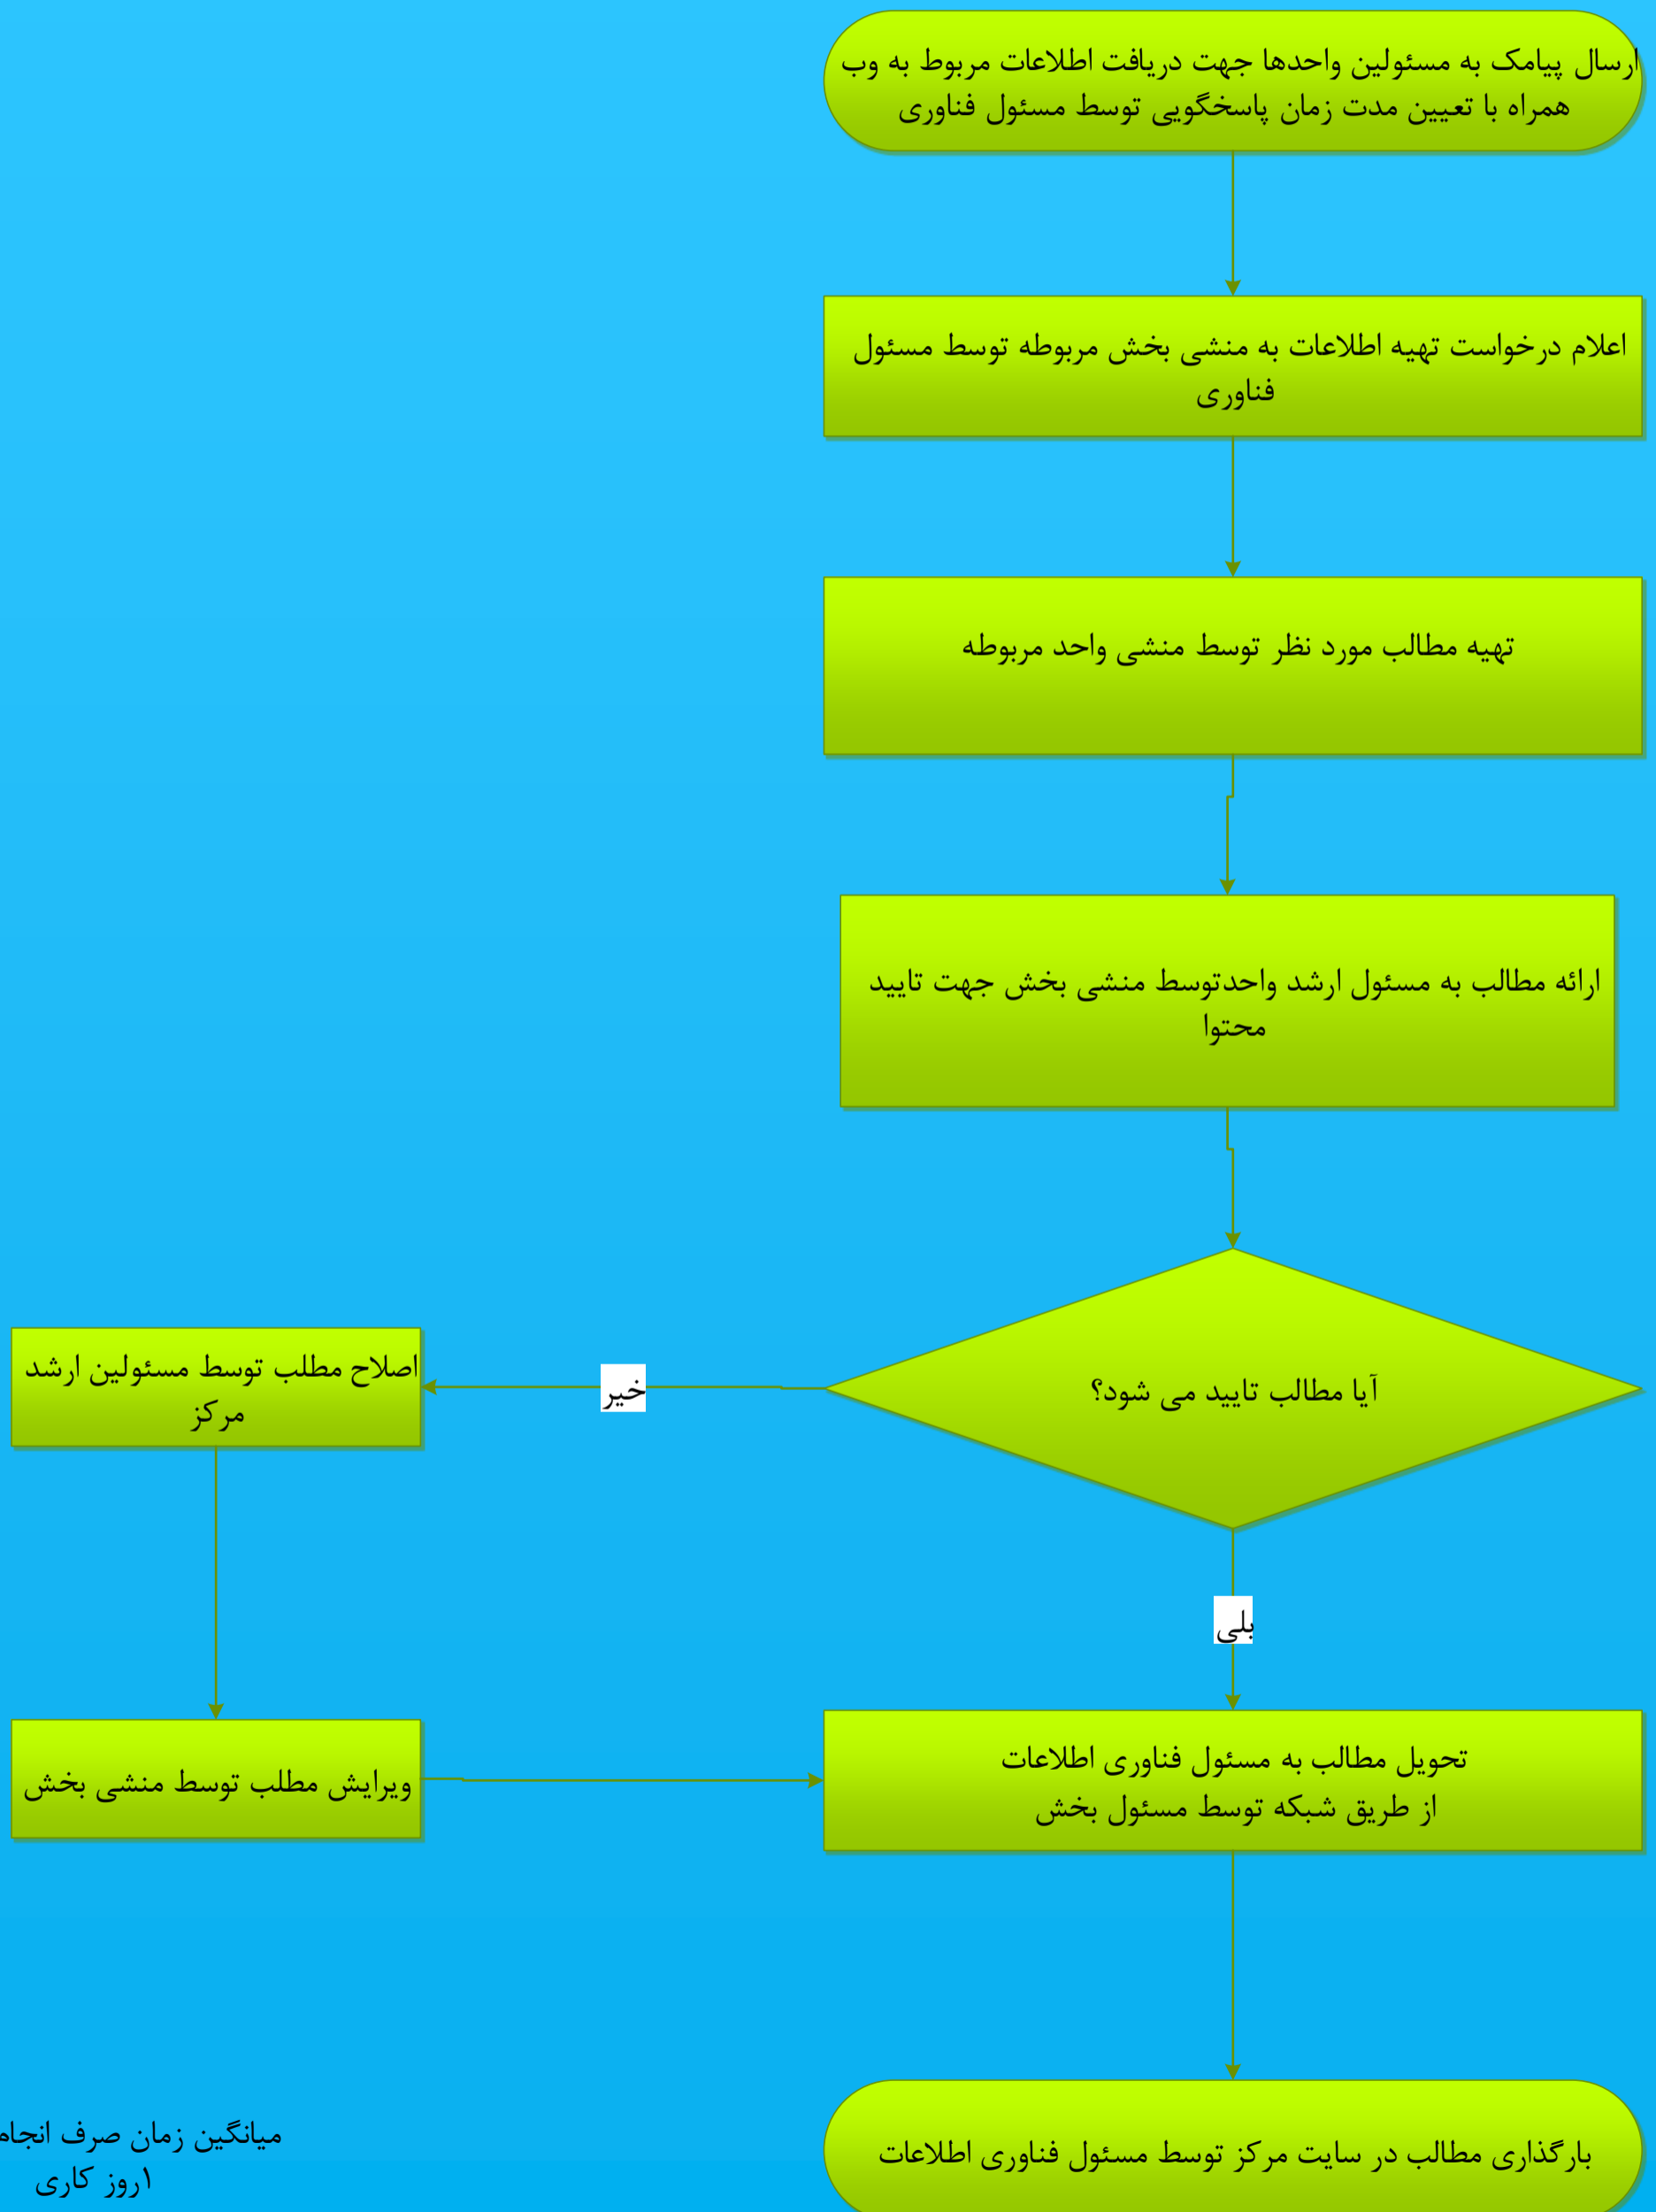 ارسال پیامک به مسئولین واحدها جهت دریافت اطلاعات مربوط به وب
همراه با تعیین مدت زمان پاسخگویی توسط مسئول فناوری
اعلام درخواست تهیه اطلاعات به منشی بخش مربوطه توسط مسئول
فناوری
تهیه مطالب مورد نظر توسط منشی واحد مربوطه
ارائه مطالب به مسئول ارشد واحدتوسط منشی بخش جهت تایید
محتوا
آیا مطالب تایید می شود؟
خیر
اصلاح مطلب توسط مسئولین ارشد
مرکز
بلی
ویرایش مطلب توسط منشی بخش
تحویل مطالب به مسئول فناوری اطلاعات
از طریق شبکه توسط مسئول بخش
بارگذاری مطالب در سایت مرکز توسط مسئول فناوری اطلاعات
میانگین زمان صرف
۱روز کاری